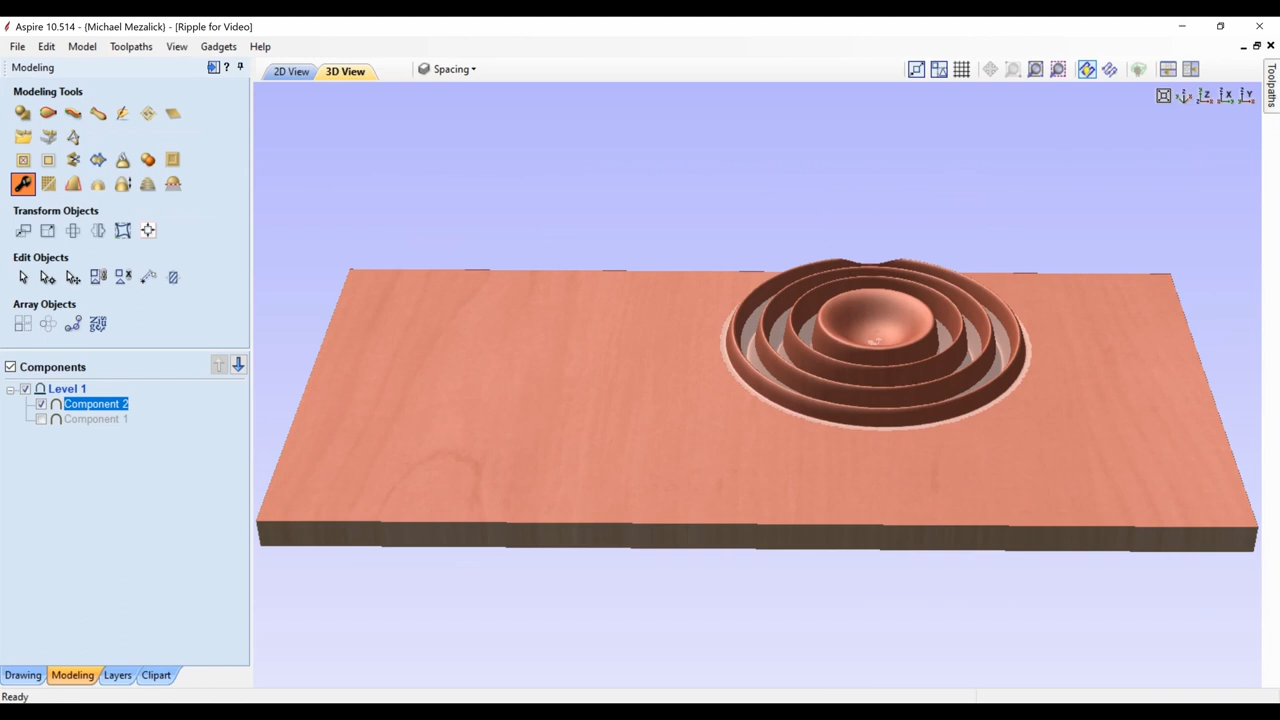 Aspire 10.514 - {Michael Mezalick} - [Ripple for Video]
File Edit Model Toolpaths View Gadgets Help
Modeling
2D View 3D View Spacing
Toolpaths
Modeling Tools
Z X Y
Transform Objects
Edit Objects
Array Objects
Components
Level 1
Component 2
Component 1
Drawing Modeling Layers Clipart
Ready